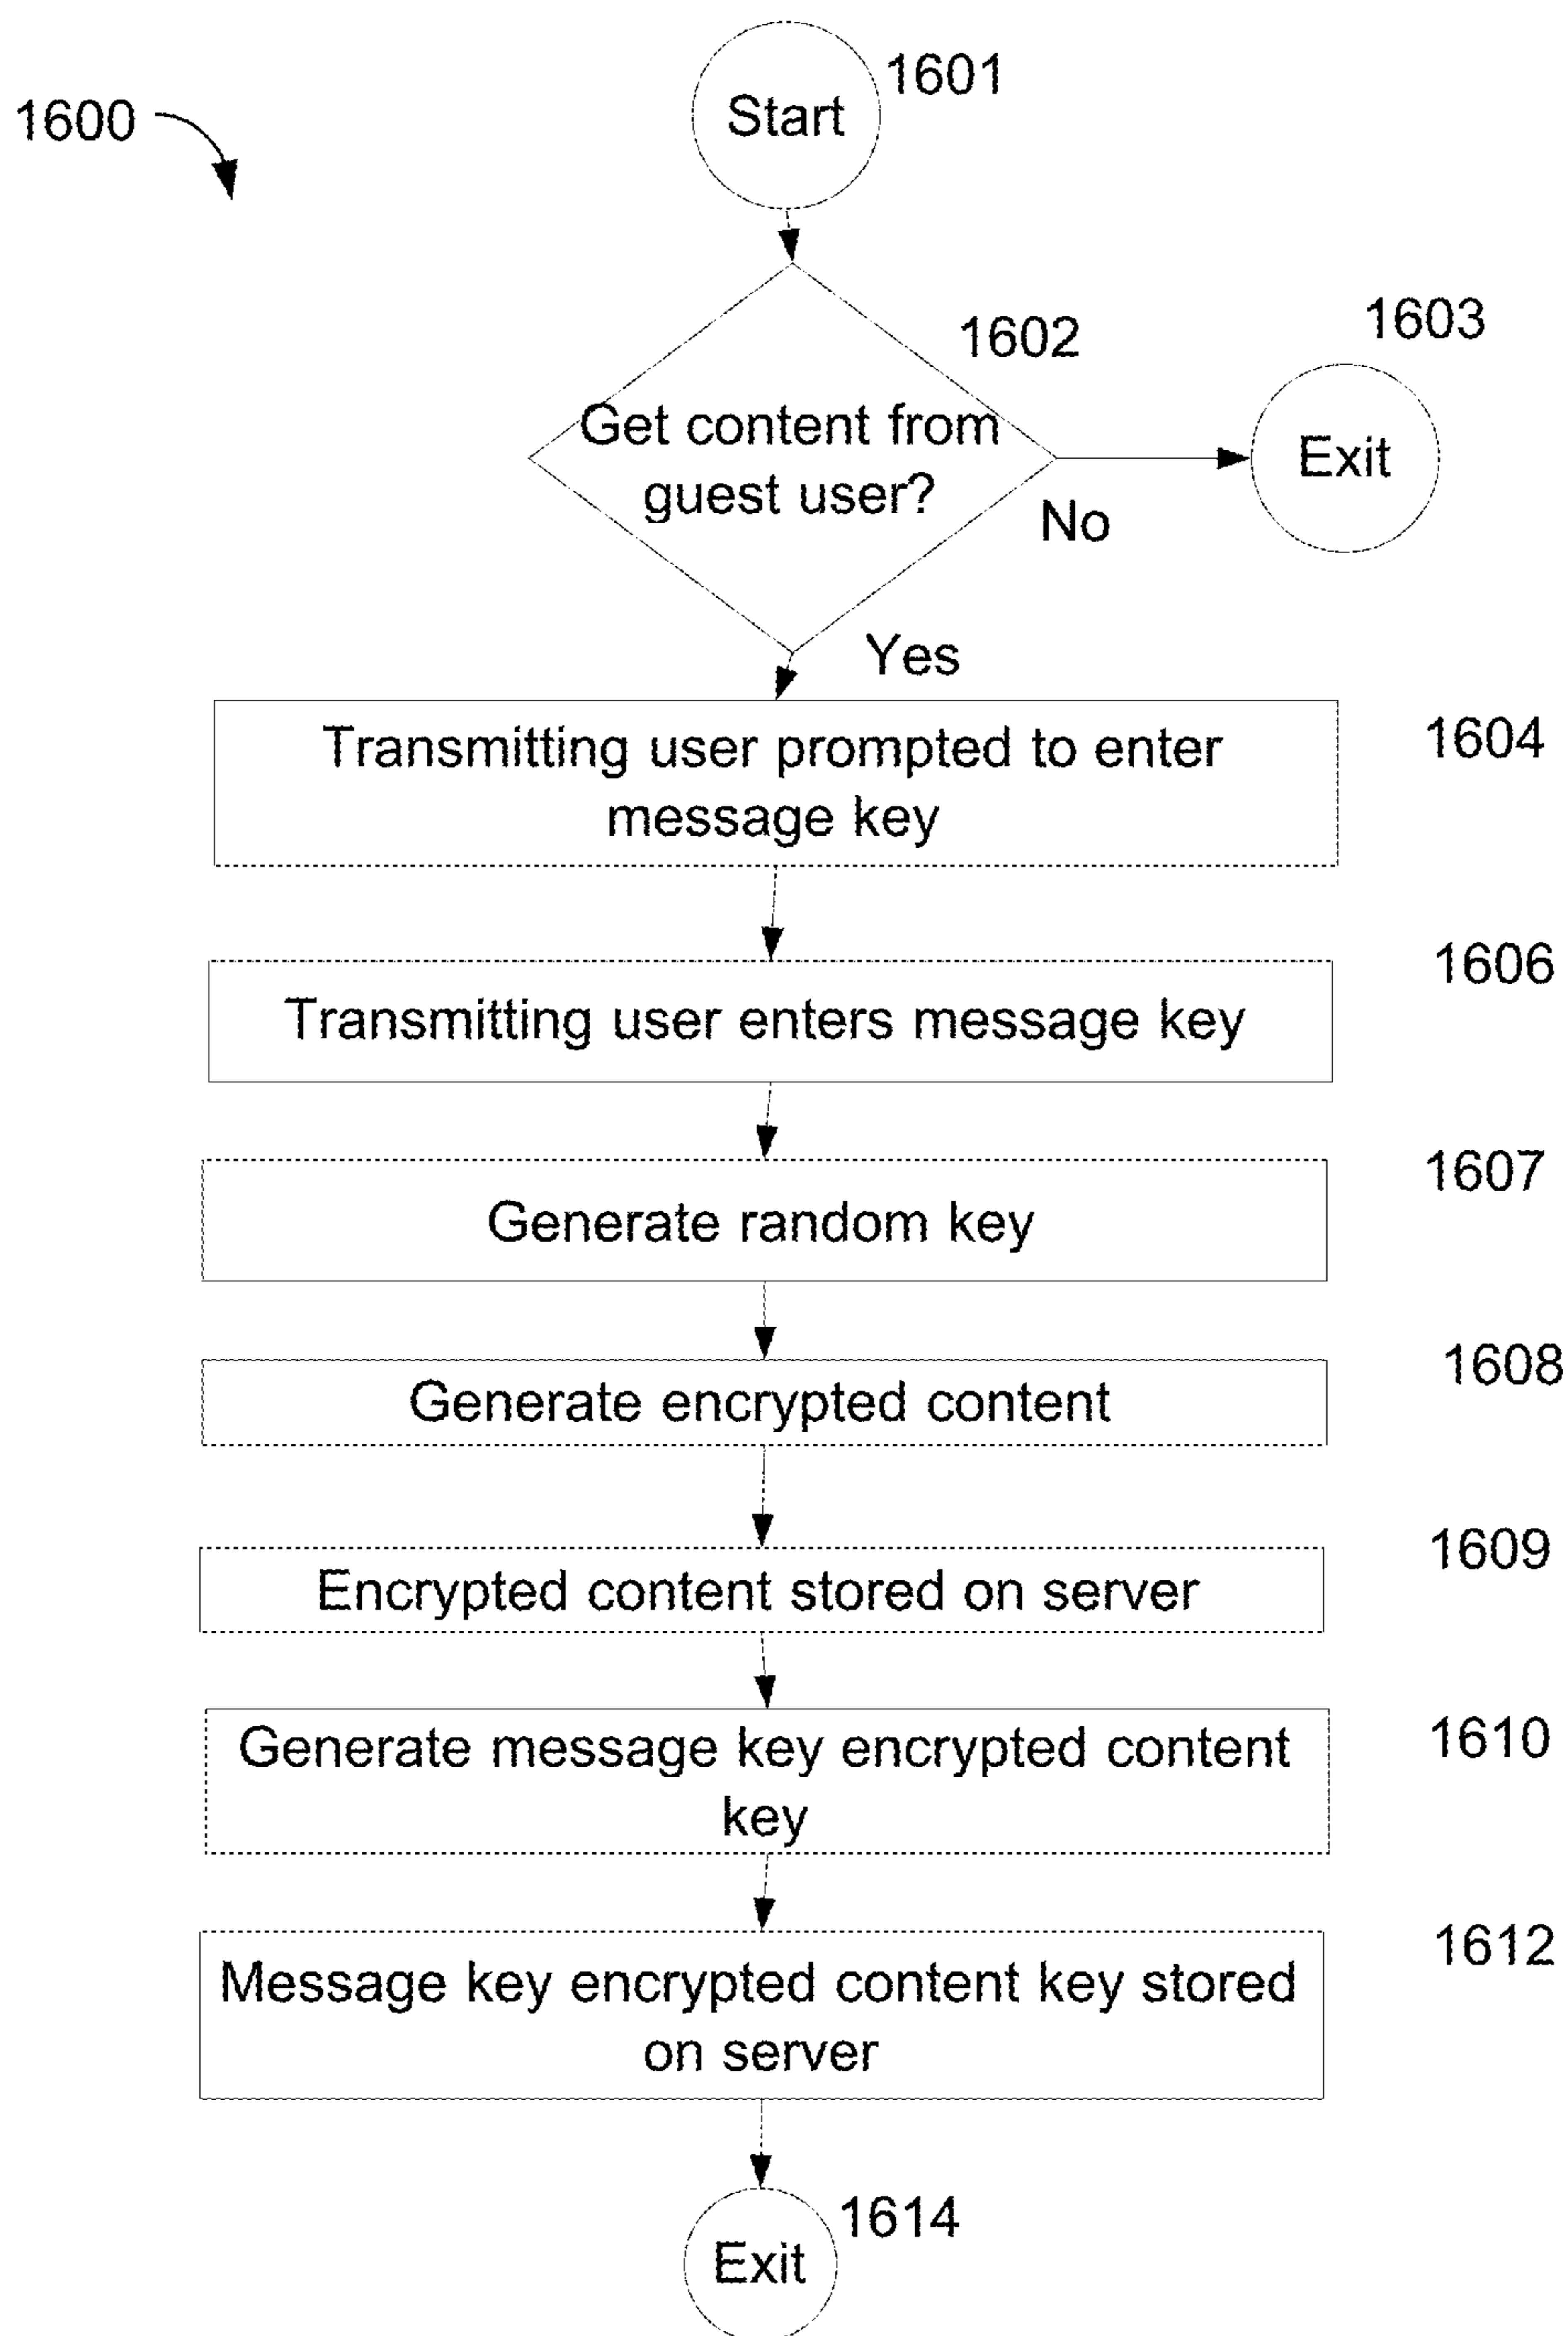 1601
Start
1600
1602
1603
Get content from
guest user?
Exit
No
Yes
Transmitting user prompted to enter
message key
1604
1606
Transmitting user enters message key
1607
Generate random key
1608
Generate encrypted content
1609
Encrypted content stored on server
1610
Generate message key encrypted content
key
1612
Message key encrypted content key stored
on server
1614
Exit